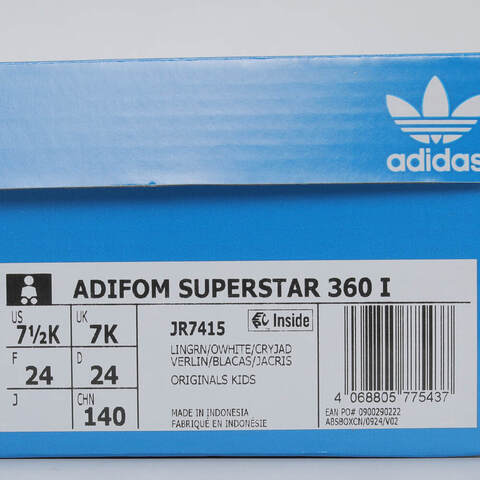 adidas
ADIFOM SUPERSTAR 360 I
US UK
7½K 7K
F D
24 24
J CHN
140
JR7415 Inside
LINGRN/OWHITE/CRYJAD
VERLIN/BLACAS/JACRIS
ORIGINALS KIDS
MADE IN INDONESIA
FABRIQUÉ EN INDONÉSIE
4 068805 775437
EAN PO# 0900290222
ABSBOXCN/0924/V02